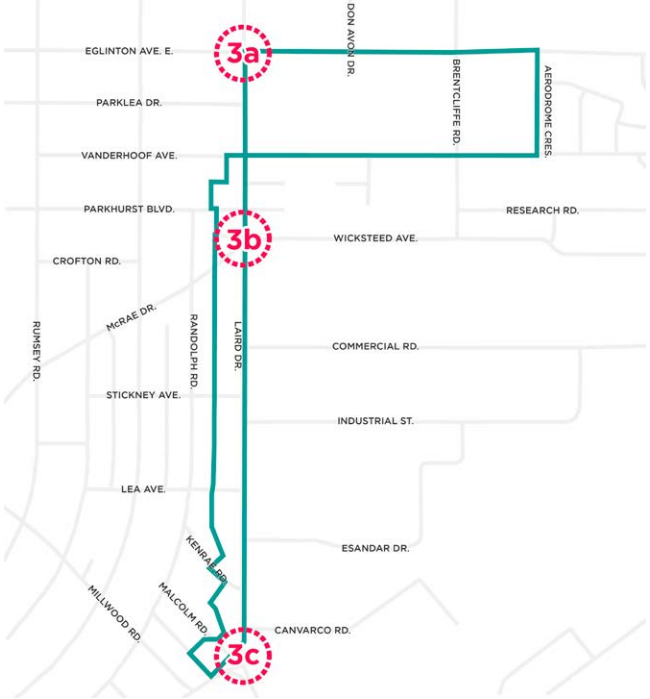 DON AVON DR.
3a
EGLINTON AVE. E.
BRENTCLIFFE RD.
AERODROME CRES.
PARKLEA DR.
VANDERHOOF AVE.
PARKHURST BLVD.
RESEARCH RD.
3b
WICKSTEED AVE.
CROFTON RD.
McRAE DR.
RUMSEY RD.
RANDOLPH RD.
LAIRD DR.
COMMERCIAL RD.
STICKNEY AVE.
INDUSTRIAL ST.
LEA AVE.
ESANDAR DR.
KENRAE RD.
MALCOLM RD.
MILLWOOD RD.
CANVARCO RD.
3c